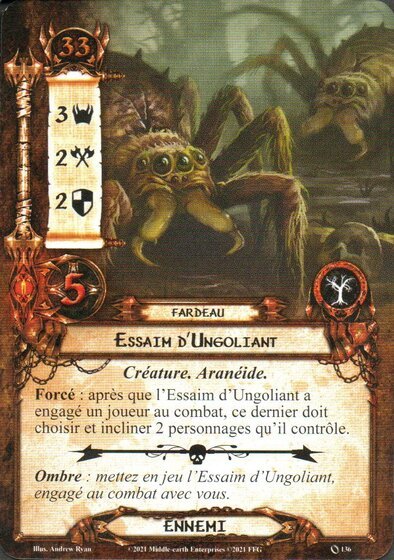 33
3
2
2
5
FARDEAU
ESSAIM D'UNGOLIANT
Créature. Aranéide.
Forcé : après que l'Essaim d'Ungoliant a
engagé un joueur au combat, ce dernier doit
choisir et incliner 2 personnages qu'il contrôle.
Ombre : mettez en jeu l'Essaim d'Ungoliant,
engagé au combat avec vous.
ENNEMI
Illus. Andrew Ryan ©2021 Middle-earth Enterprises ©2021 FFG 136